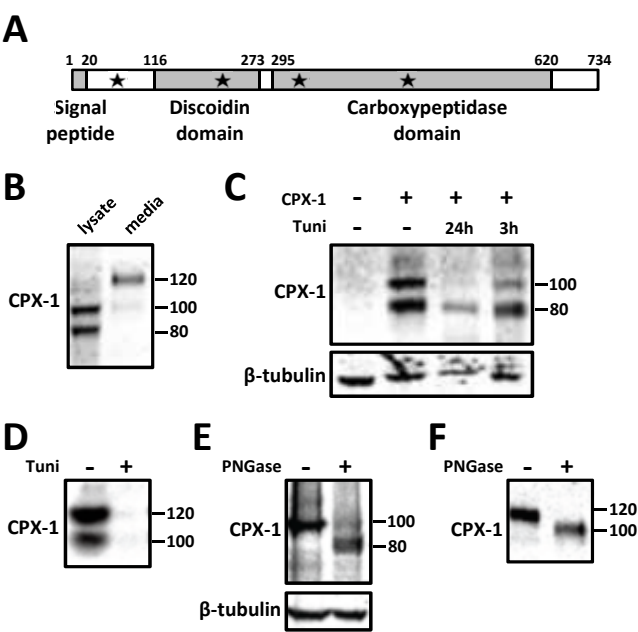 A
1 20 116 273 295 620 734
Signal peptide
Discoidin domain
Carboxypeptidase domain
B
lysate media
CPX-1
120
100
80
C
CPX-1 - + + +
Tuni - - 24h 3h
CPX-1
100
80
β-tubulin
D
Tuni - +
CPX-1
120
100
E
PNGase - +
CPX-1
100
80
β-tubulin
F
PNGase - +
CPX-1
120
100